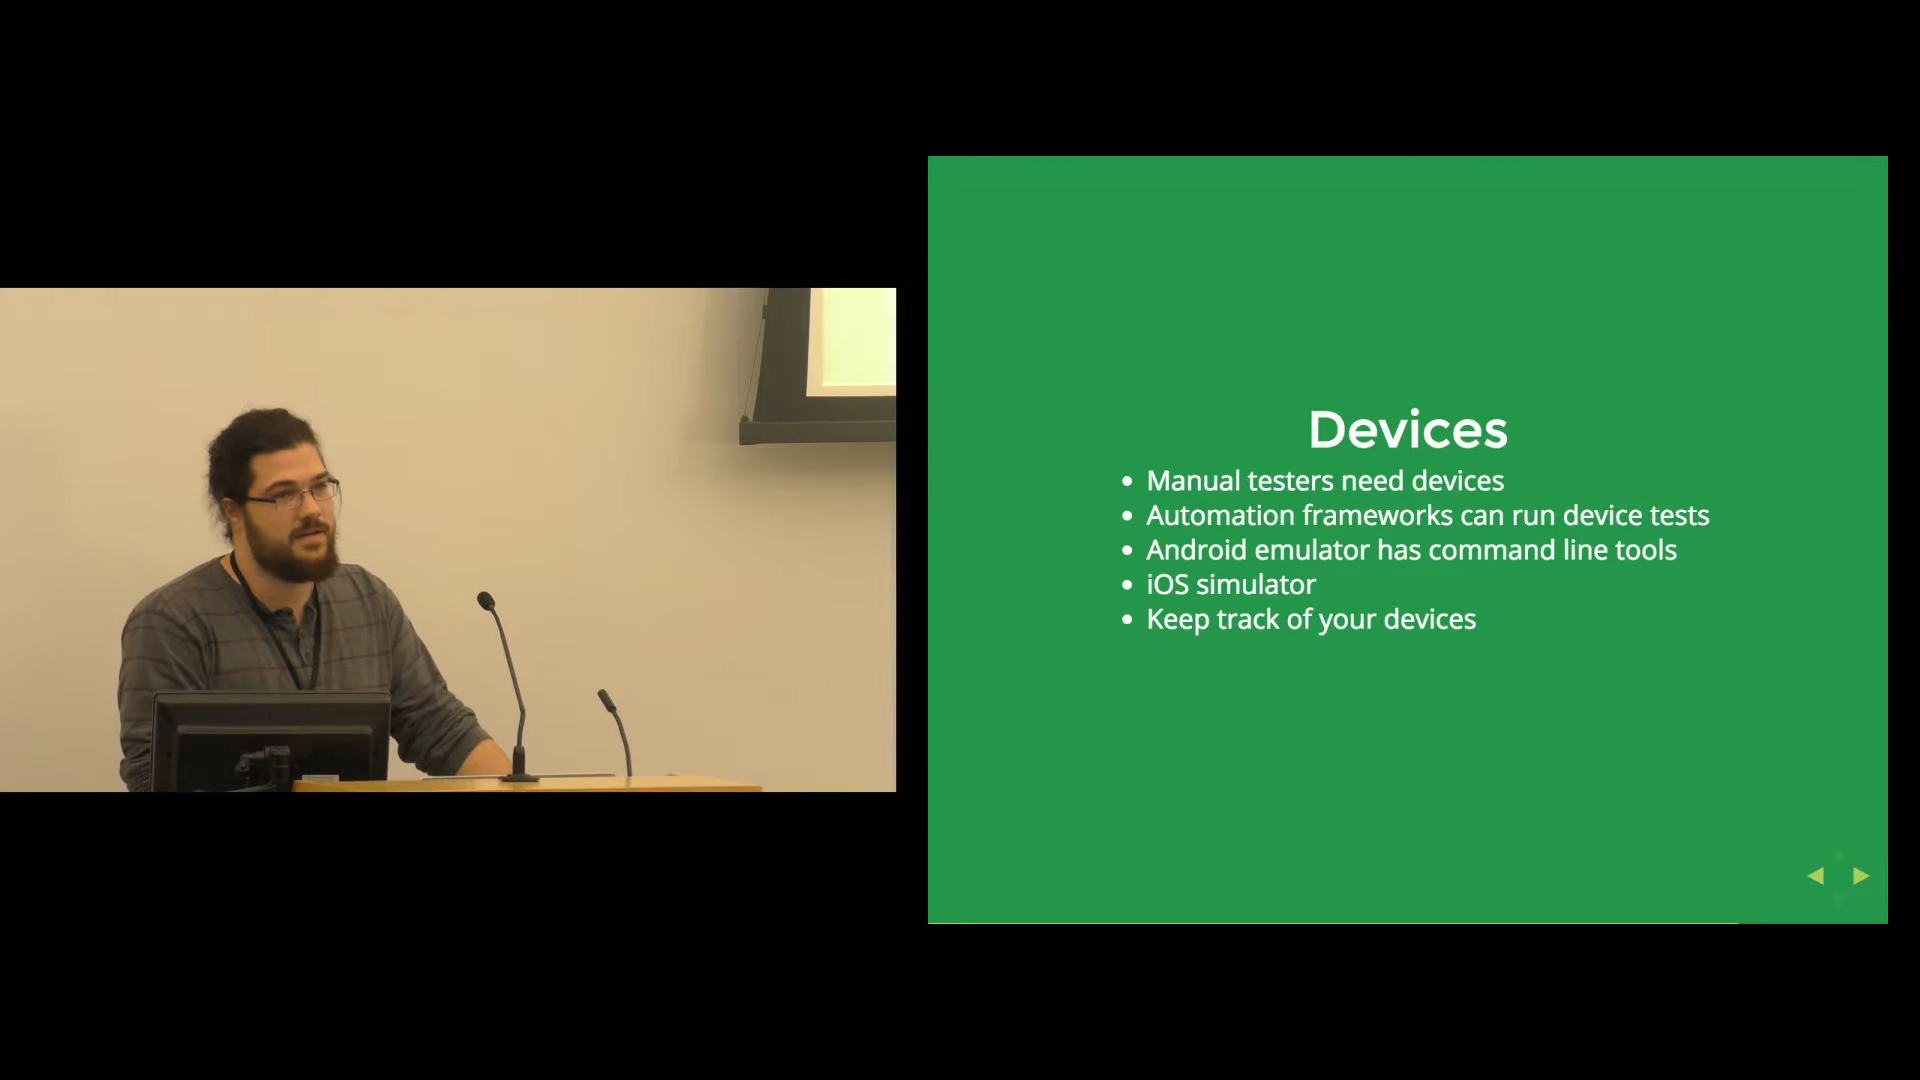 Devices
Manual testers need devices
Automation frameworks can run device tests
Android emulator has command line tools
iOS simulator
Keep track of your devices